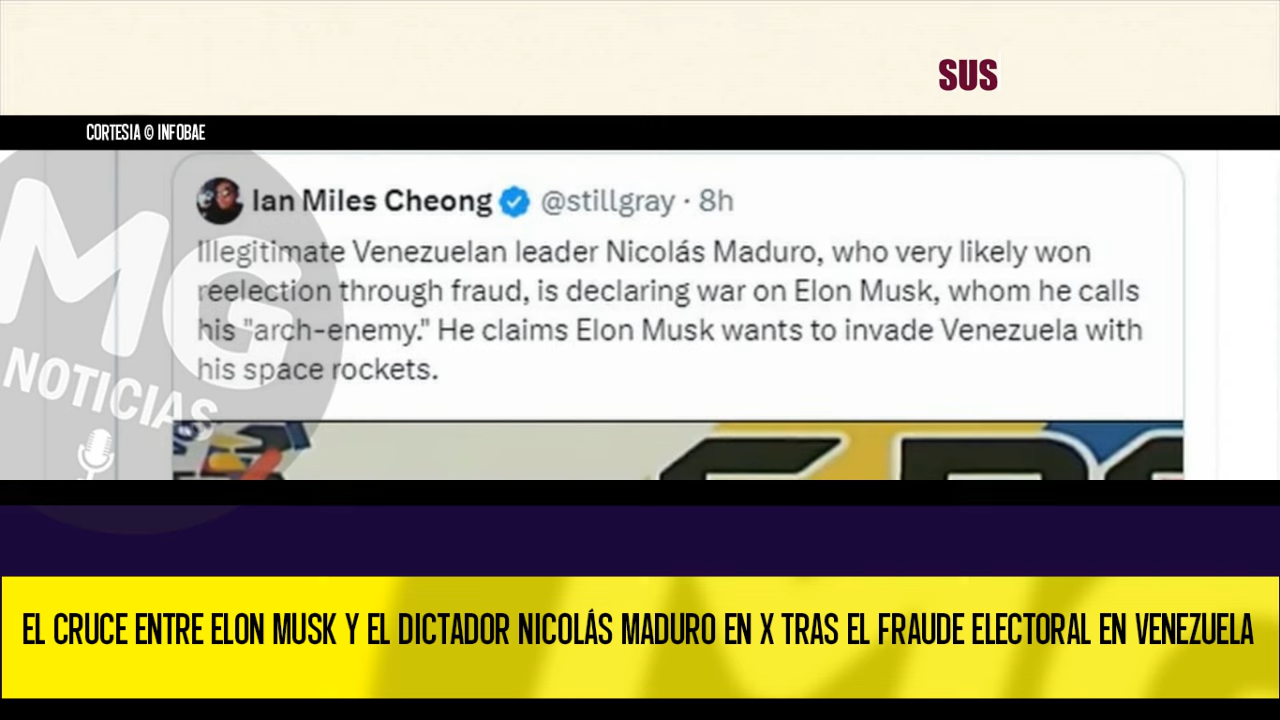 SUS
CORTESIA © INFOBAE
Ian Miles Cheong @stillgray · 8h
Illegitimate Venezuelan leader Nicolás Maduro, who very likely won
reelection through fraud, is declaring war on Elon Musk, whom he calls
his "arch-enemy." He claims Elon Musk wants to invade Venezuela with
his space rockets.
MG
NOTICIAS
EL CRUCE ENTRE ELON MUSK Y EL DICTADOR NICOLÁS MADURO EN X TRAS EL FRAUDE ELECTORAL EN VENEZUELA